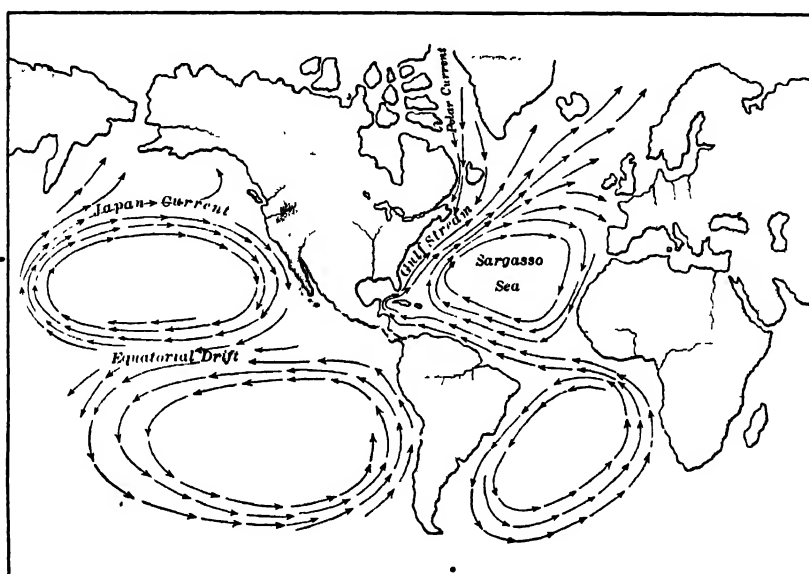 Polar Current
Japan Current
Gulf Stream
Sargasso
Sea
Equatorial Drift